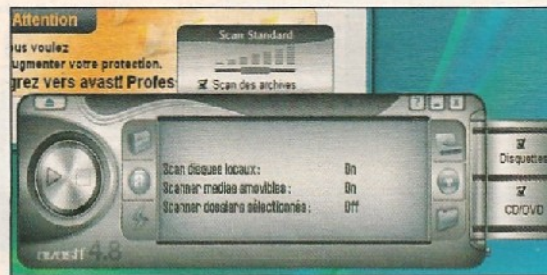 Attention
us voulez
ugmenter votre protection.
grez vers avast! Profes
Scan Standard
Scan des archives
? _ x
Scan disques locaux : On
Scanner medias amovibles : On
Scanner dossiers sélectionnés : Off
Disquettes
CD/DVD
avast! 4.8